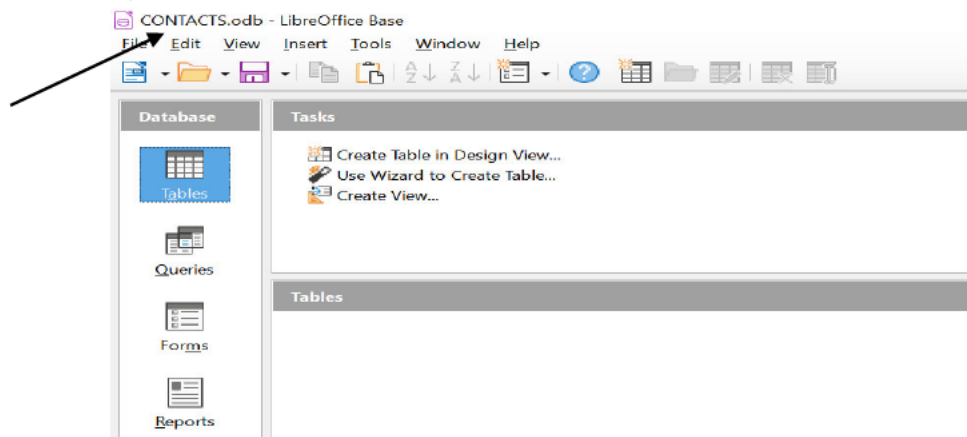 CONTACTS.odb - LibreOffice Base
File Edit View Insert Tools Window Help
Database
Tasks
Create Table in Design View...
Use Wizard to Create Table...
Create View...
Tables
Queries
Tables
Forms
Reports